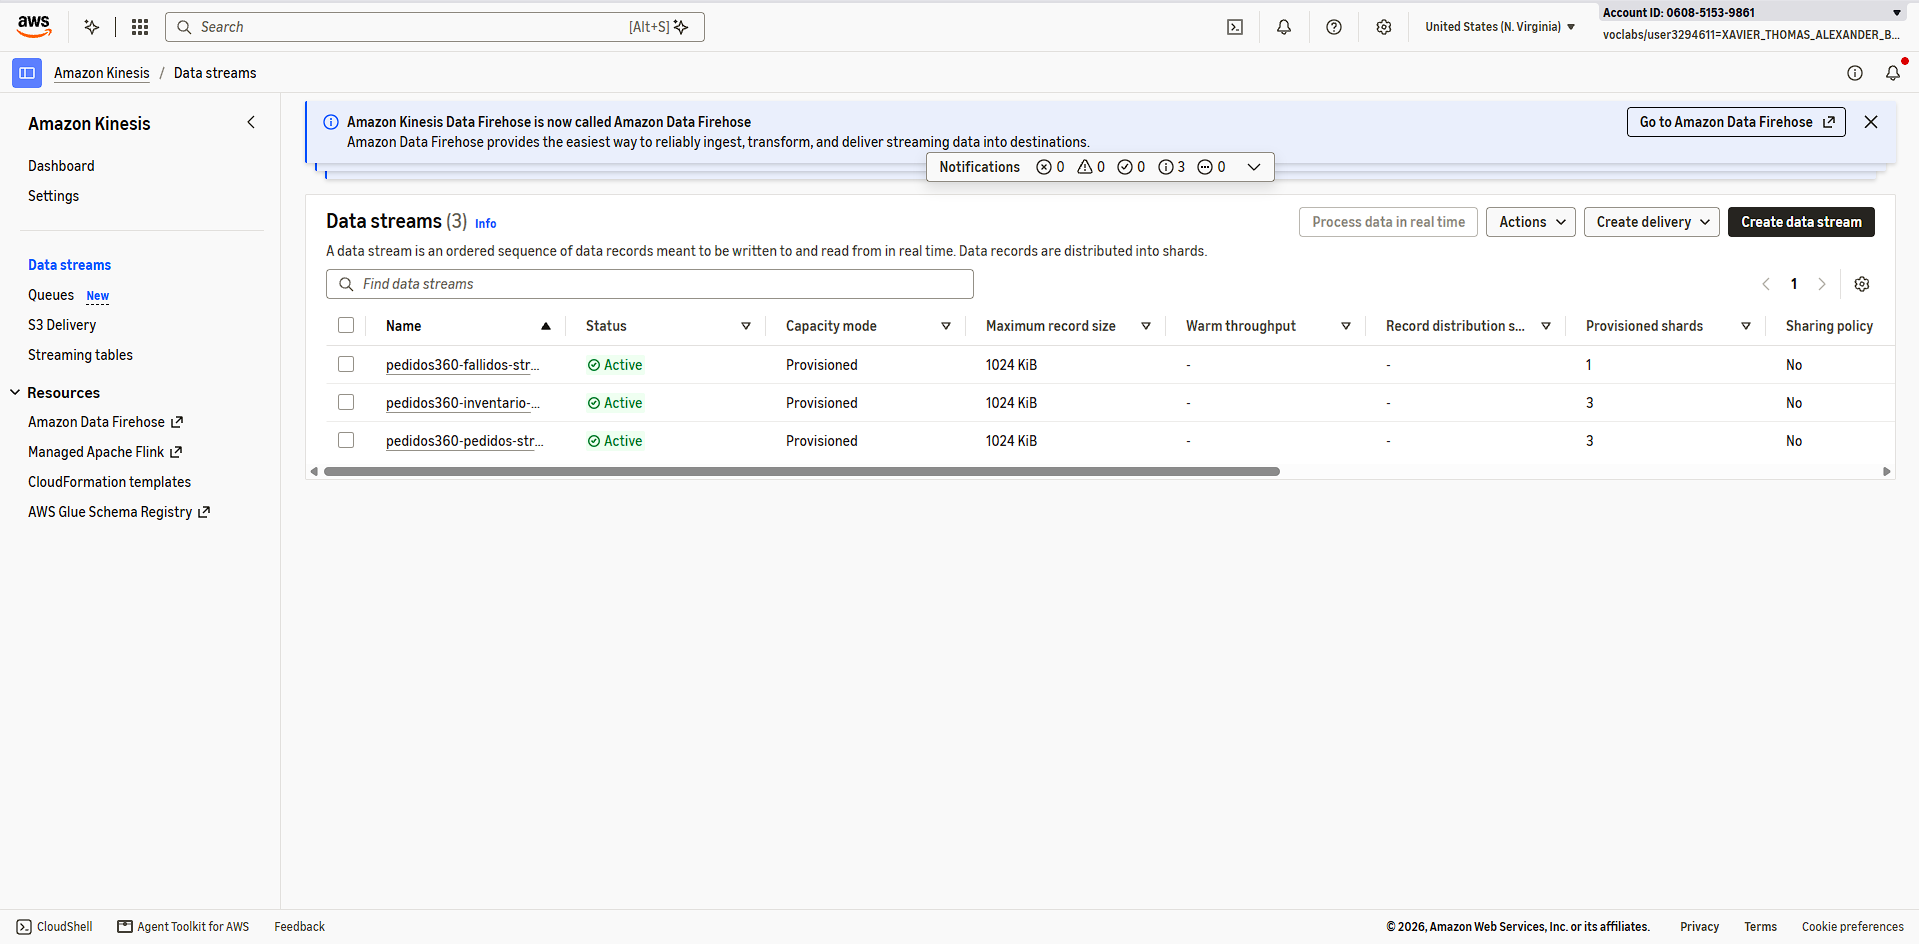 aws
Search [Alt+S]
United States (N. Virginia)
Account ID: 0608-5153-9861
voclabs/user3294611=XAVIER_THOMAS_ALEXANDER_B...
Amazon Kinesis / Data streams
Amazon Kinesis
Dashboard
Settings
Data streams
Queues New
S3 Delivery
Streaming tables
Resources
Amazon Data Firehose
Managed Apache Flink
CloudFormation templates
AWS Glue Schema Registry
Amazon Kinesis Data Firehose is now called Amazon Data Firehose
Amazon Data Firehose provides the easiest way to reliably ingest, transform, and deliver streaming data into destinations.
Go to Amazon Data Firehose
Notifications 0 0 0 3 0
Data streams (3) Info
Process data in real time Actions Create delivery Create data stream
A data stream is an ordered sequence of data records meant to be written to and read from in real time. Data records are distributed into shards.
Find data streams
1
Name Status Capacity mode Maximum record size Warm throughput Record distribution s... Provisioned shards Sharing policy
pedidos360-fallidos-str... Active Provisioned 1024 KiB - - 1 No
pedidos360-inventario-... Active Provisioned 1024 KiB - - 3 No
pedidos360-pedidos-str... Active Provisioned 1024 KiB - - 3 No
CloudShell Agent Toolkit for AWS Feedback
© 2026, Amazon Web Services, Inc. or its affiliates. Privacy Terms Cookie preferences